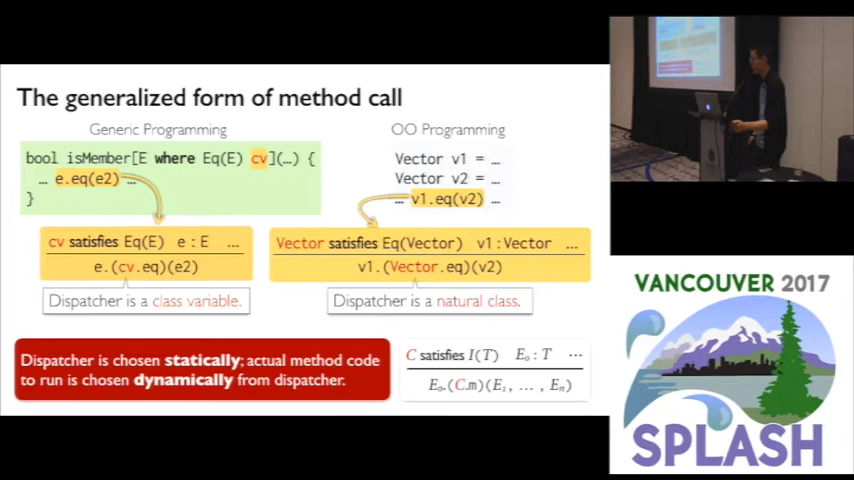 The generalized form of method call
Generic Programming
bool isMember[E where Eq(E) cv](…) {
… e.eq(e2) …
}
cv satisfies Eq(E) e : E …
e.(cv.eq)(e2)
Dispatcher is a class variable.
OO Programming
Vector v1 = …
Vector v2 = …
… v1.eq(v2) …
Vector satisfies Eq(Vector) v1 : Vector …
v1.(Vector.eq)(v2)
Dispatcher is a natural class.
Dispatcher is chosen statically; actual method code
to run is chosen dynamically from dispatcher.
C satisfies I(T) E₀ : T ⋯
E₀.(C.m)(E₁, … , Eₙ)
VANCOUVER 2017
SPLASH